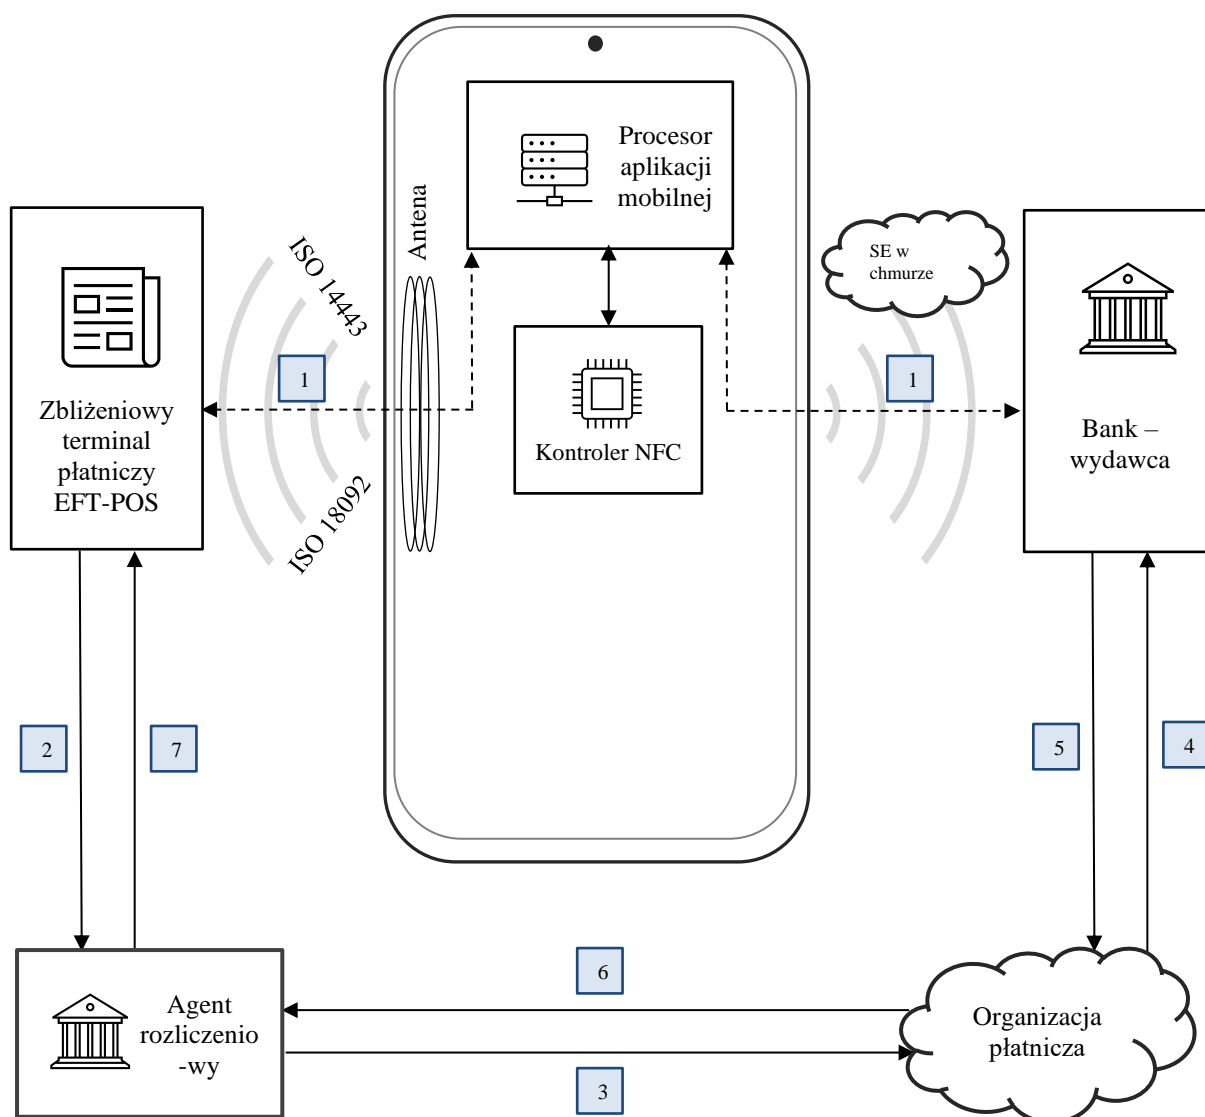 Procesor
aplikacji
mobilnej
Antena
ISO 14443
ISO 18092
SE w
chmurze
1
1
Zbliżeniowy
terminal
płatniczy
EFT-POS
Kontroler NFC
Bank –
wydawca
2
7
5
4
6
3
Agent
rozliczenio
-wy
Organizacja
płatnicza